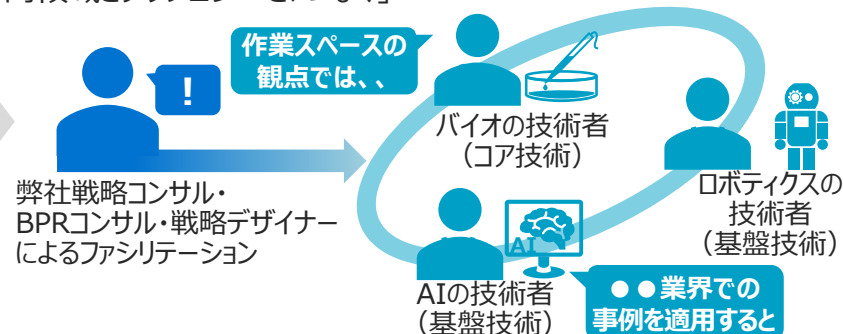 作業スペースの
観点では、、
!
バイオの技術者
（コア技術）
弊社戦略コンサル・
BPRコンサル・戦略デザイナー
によるファシリテーション
ロボティクスの
技術者
（基盤技術）
AI
AIの技術者
（基盤技術）
●●業界での
事例を適用すると